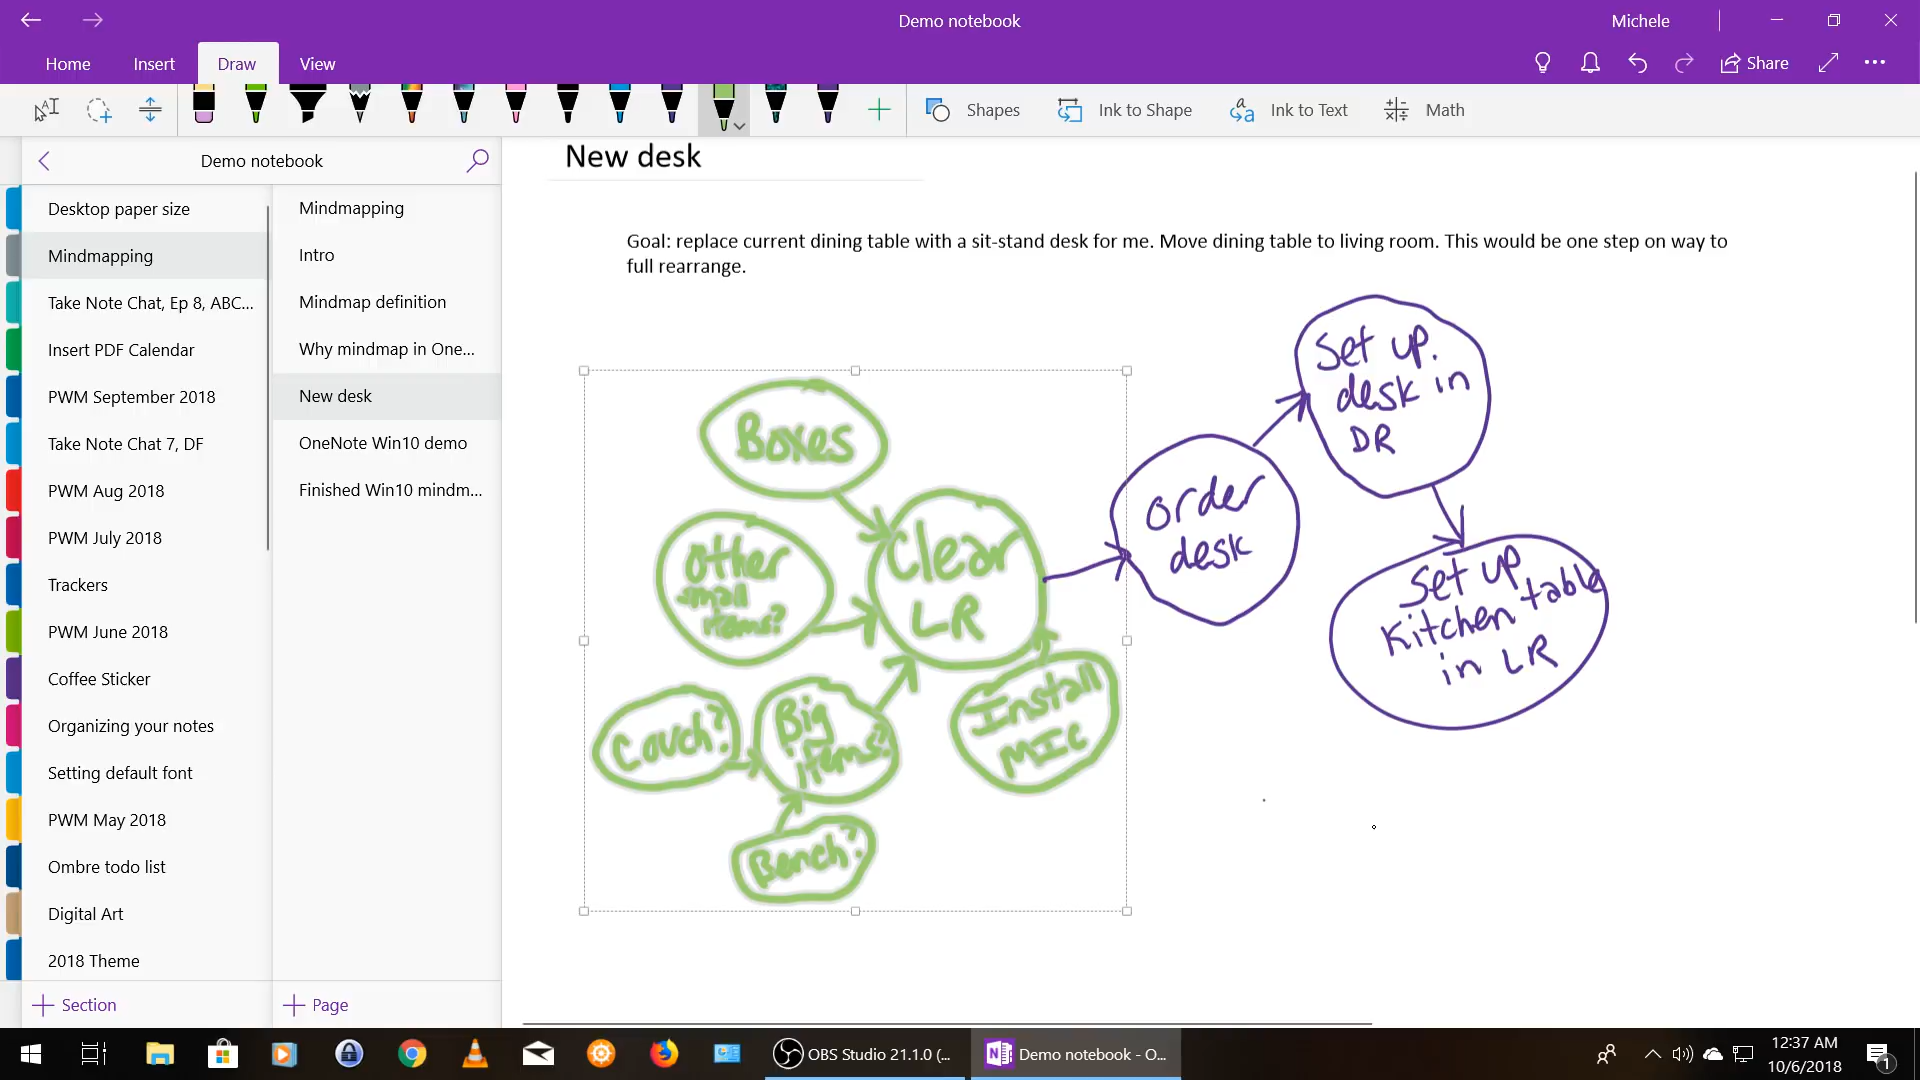 Demo notebook
Michele
Home
Insert
Draw
View
Share
Shapes
Ink to Shape
Ink to Text
Math
Demo notebook
Desktop paper size
Mindmapping
Take Note Chat, Ep 8, ABC...
Insert PDF Calendar
PWM September 2018
Take Note Chat 7, DF
PWM Aug 2018
PWM July 2018
Trackers
PWM June 2018
Coffee Sticker
Organizing your notes
Setting default font
PWM May 2018
Ombre todo list
Digital Art
2018 Theme
Section
Mindmapping
Intro
Mindmap definition
Why mindmap in One...
New desk
OneNote Win10 demo
Finished Win10 mindm...
Page
New desk
Goal: replace current dining table with a sit-stand desk for me. Move dining table to living room. This would be one step on way to
full rearrange.
Boxes
Other
small
items?
Clear
LR
Couch?
Big
items?
Bench?
Install
MIC
order
desk
Set up.
desk in
DR
Set up
Kitchen table
in LR
OBS Studio 21.1.0 (...
Demo notebook - O...
12:37 AM
10/6/2018
1